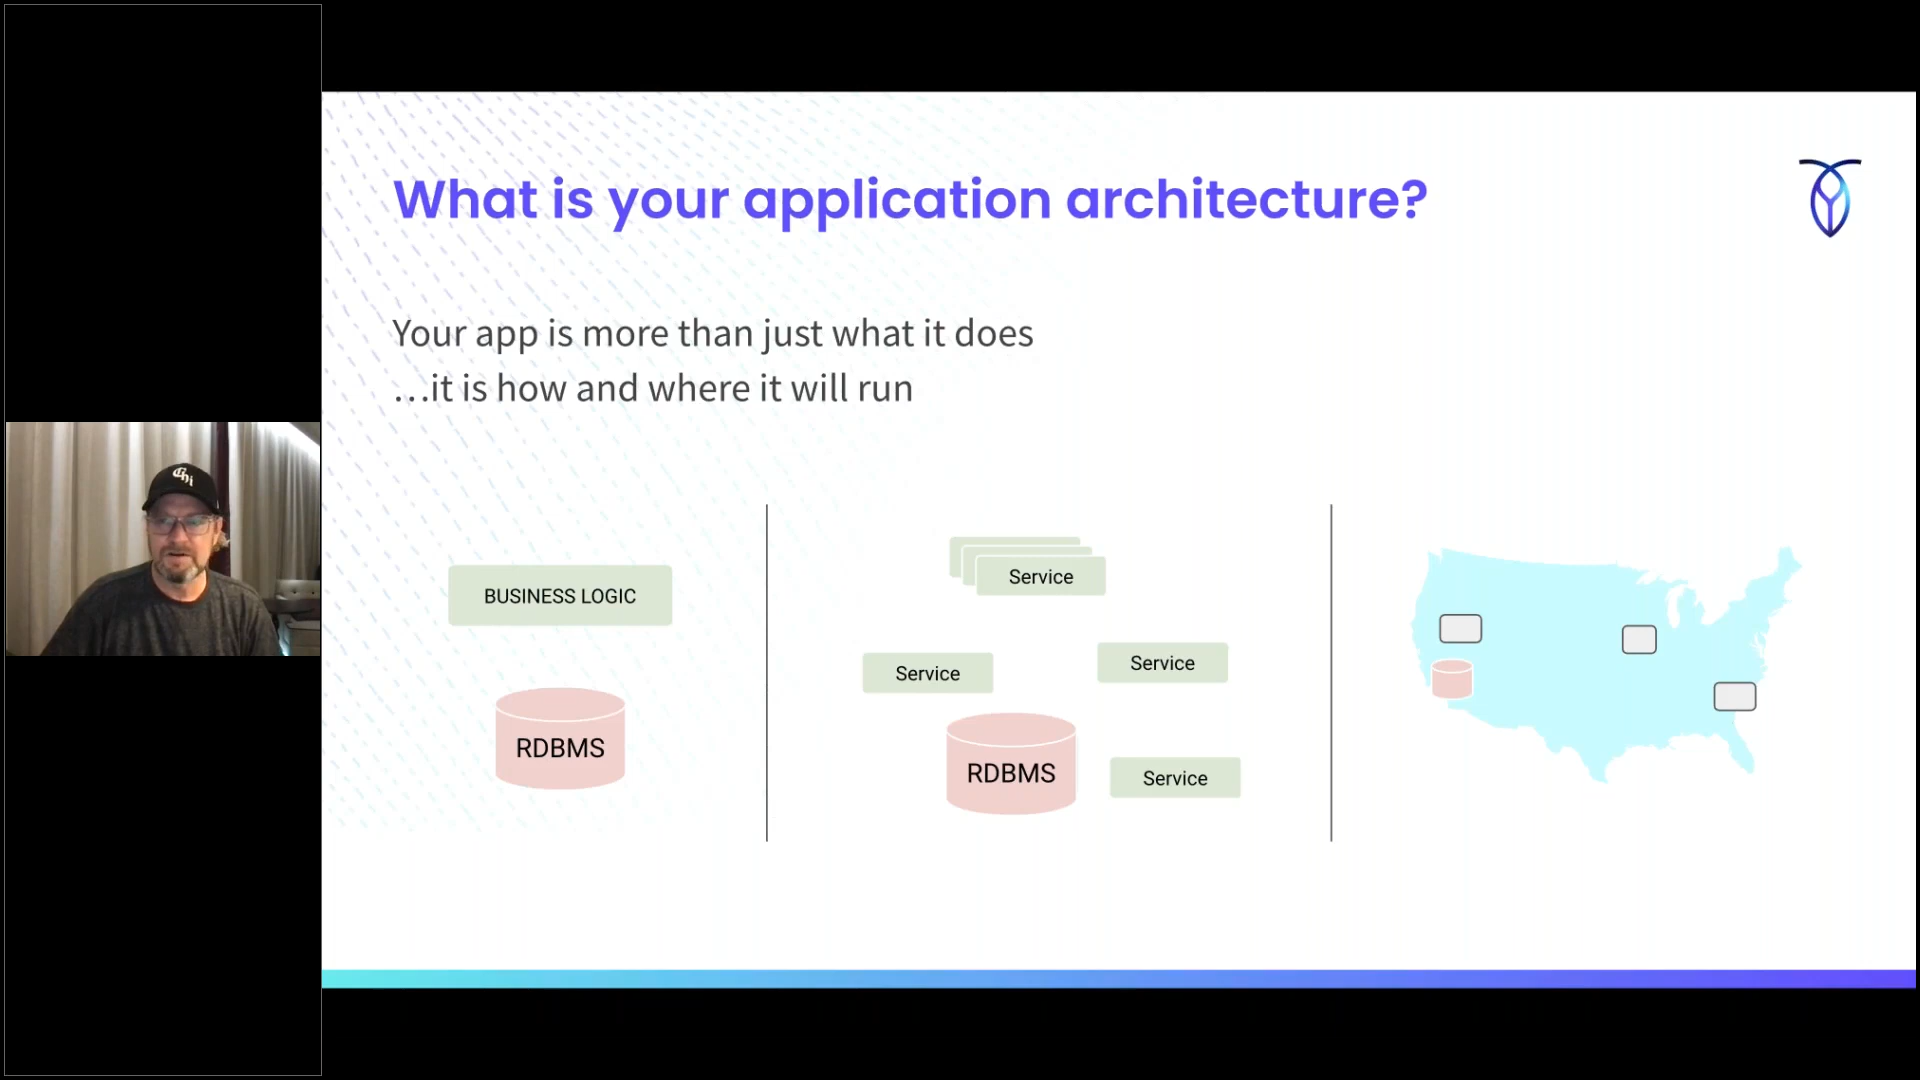 What is your application architecture?
Your app is more than just what it does
...it is how and where it will run
BUSINESS LOGIC
RDBMS
Service
Service
Service
RDBMS
Service